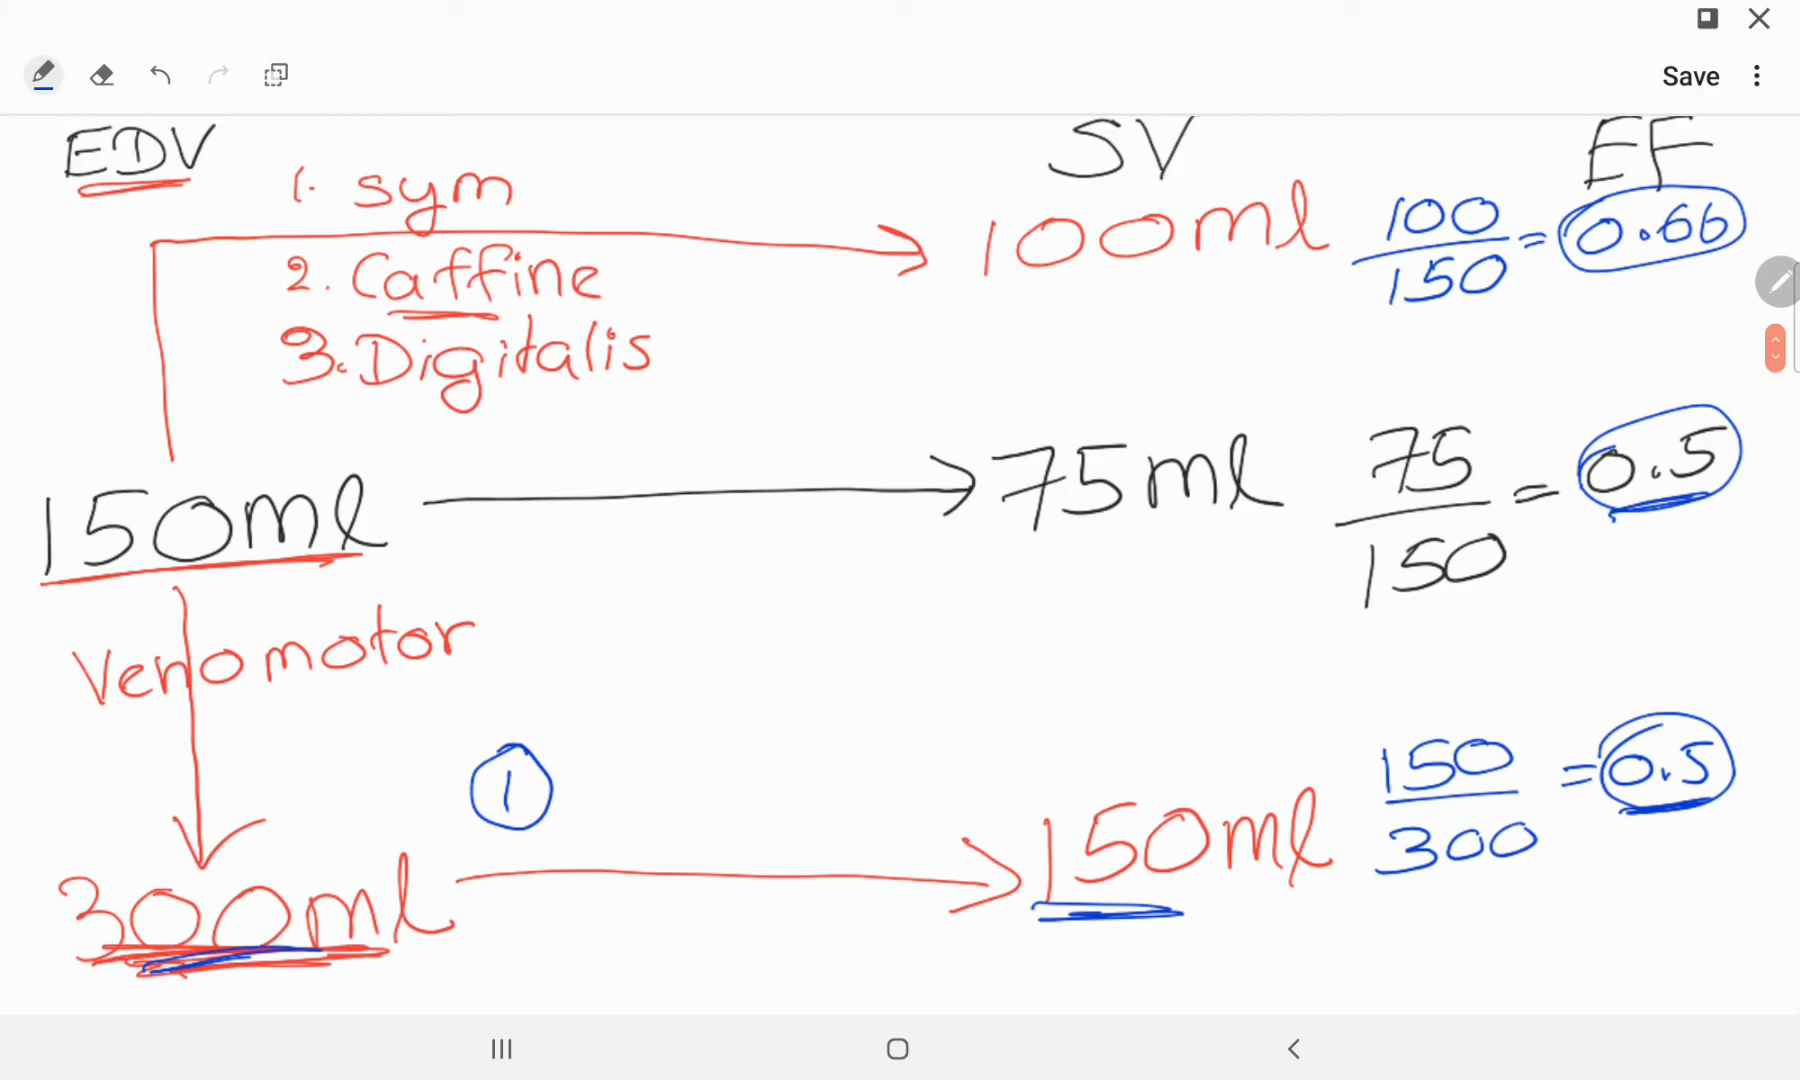 Save
EDV
SV
EF
1. sym
100ml
100/150 = 0.66
2. Caffine
3. Digitalis
150ml
75ml
75/150 = 0.5
Venomotor
1
300ml
150ml
150/300 = 0.5